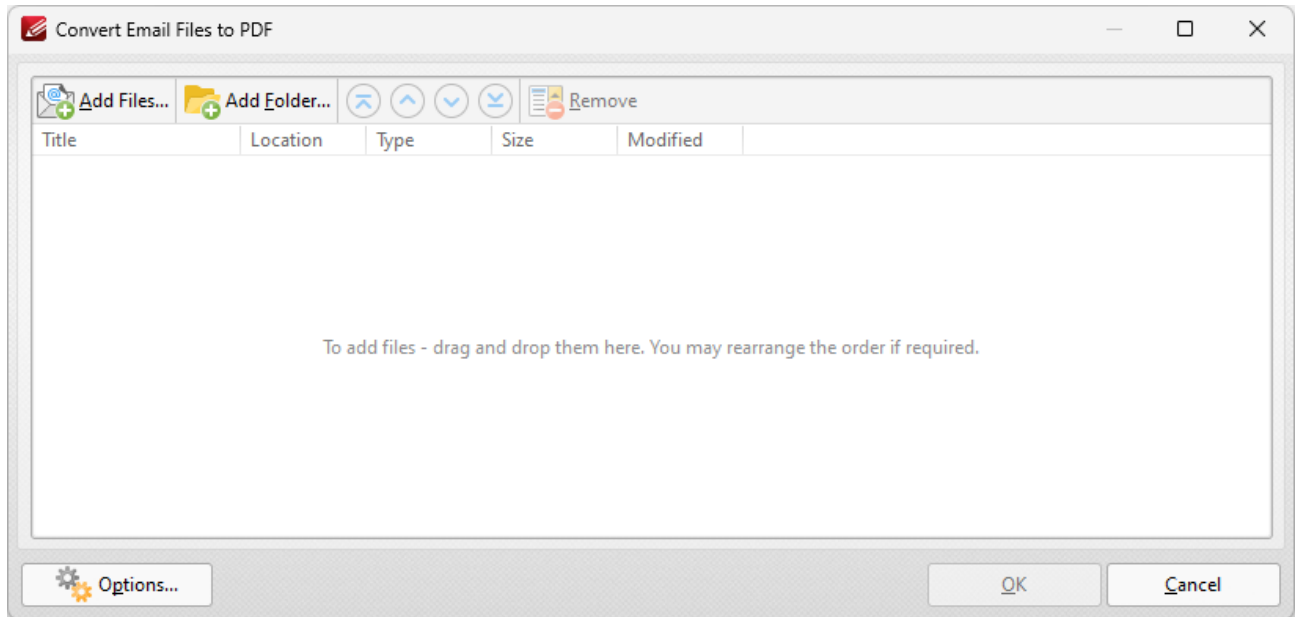 Convert Email Files to PDF
Add Files... Add Folder... Remove
Title Location Type Size Modified
To add files - drag and drop them here. You may rearrange the order if required.
Options... OK Cancel